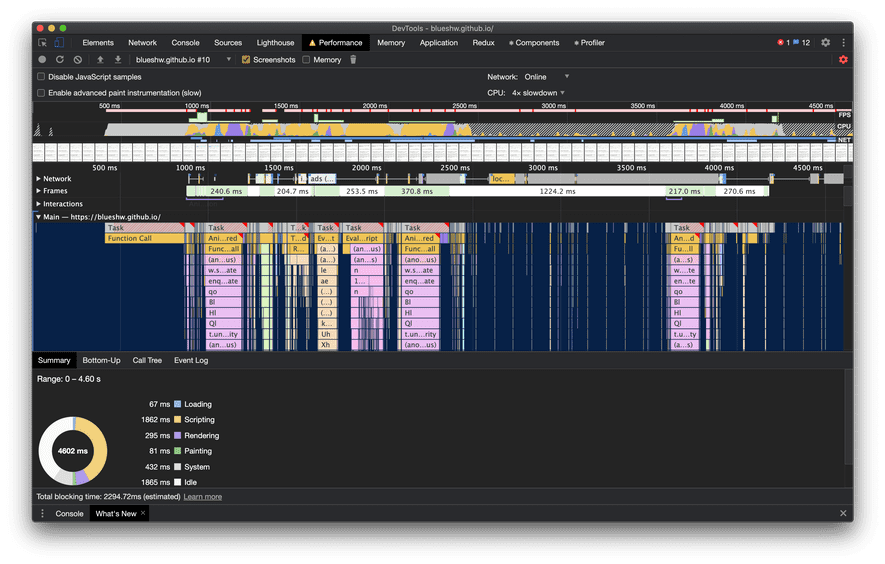 DevTools - blueshw.github.io/
Elements Network Console Sources Lighthouse Performance Memory Application Redux Components Profiler 1 12
blueshw.github.io #10 Screenshots Memory
Disable JavaScript samples Network: Online
Enable advanced paint instrumentation (slow) CPU: 4× slowdown
500 ms 1000 ms 1500 ms 2000 ms 2500 ms 3000 ms 3500 ms 4000 ms 4500 ms
FPS
CPU
NET
500 ms 1000 ms 1500 ms 2000 ms 2500 ms 3000 ms 3500 ms 4000 ms 4500 ms
Network ads (... loc...
Frames 240.6 ms 204.7 ms 253.5 ms 370.8 ms 1224.2 ms 217.0 ms 270.6 ms
Interactions
Main — https://blueshw.github.io/
Task Task T...k Task Task Task Task
Function Call Ani...red T...d Ev...t Eval...ript Ani...red An...d
Func...all R... (a...) (an...us) Func...all Fu...ll
(an...us) (a...) (an...s) (ano...us) (a...s)
w.s...ate le n w.s...ate w....te
enq...ate ae 1... enq...ate en...te
qo (...) n qo qo
Bl (...) Bl Bl
Hl (...) Hl Hl
Ql k... Ql Ql
t.un...ity Uh t.un...rity t.u...ty
(an...us) Xh (ano...us) (a...s)
Summary Bottom-Up Call Tree Event Log
Range: 0 – 4.60 s
67 ms Loading
1862 ms Scripting
295 ms Rendering
4602 ms
81 ms Painting
432 ms System
1865 ms Idle
Total blocking time: 2294.72ms (estimated) Learn more
Console What's New